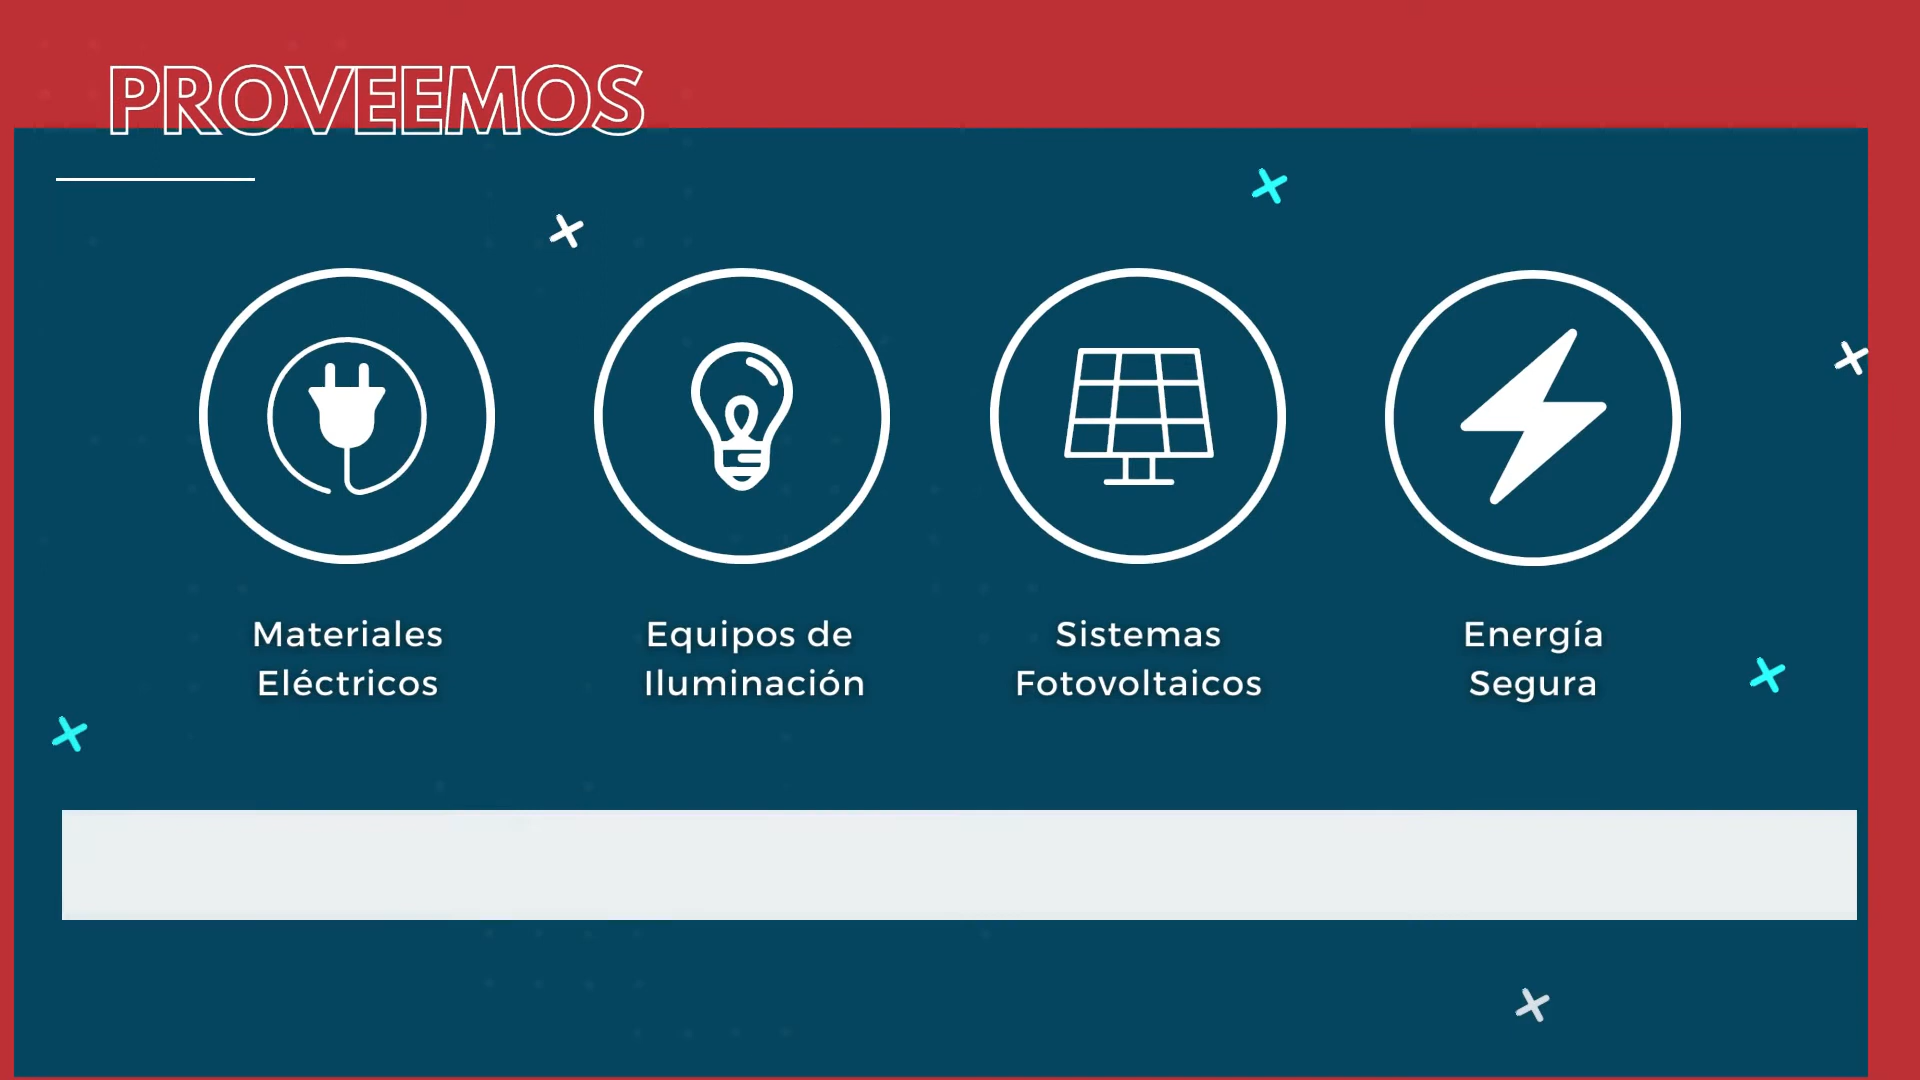 PROVEEMOS
Materiales
Eléctricos
Equipos de
Iluminación
Sistemas
Fotovoltaicos
Energía
Segura